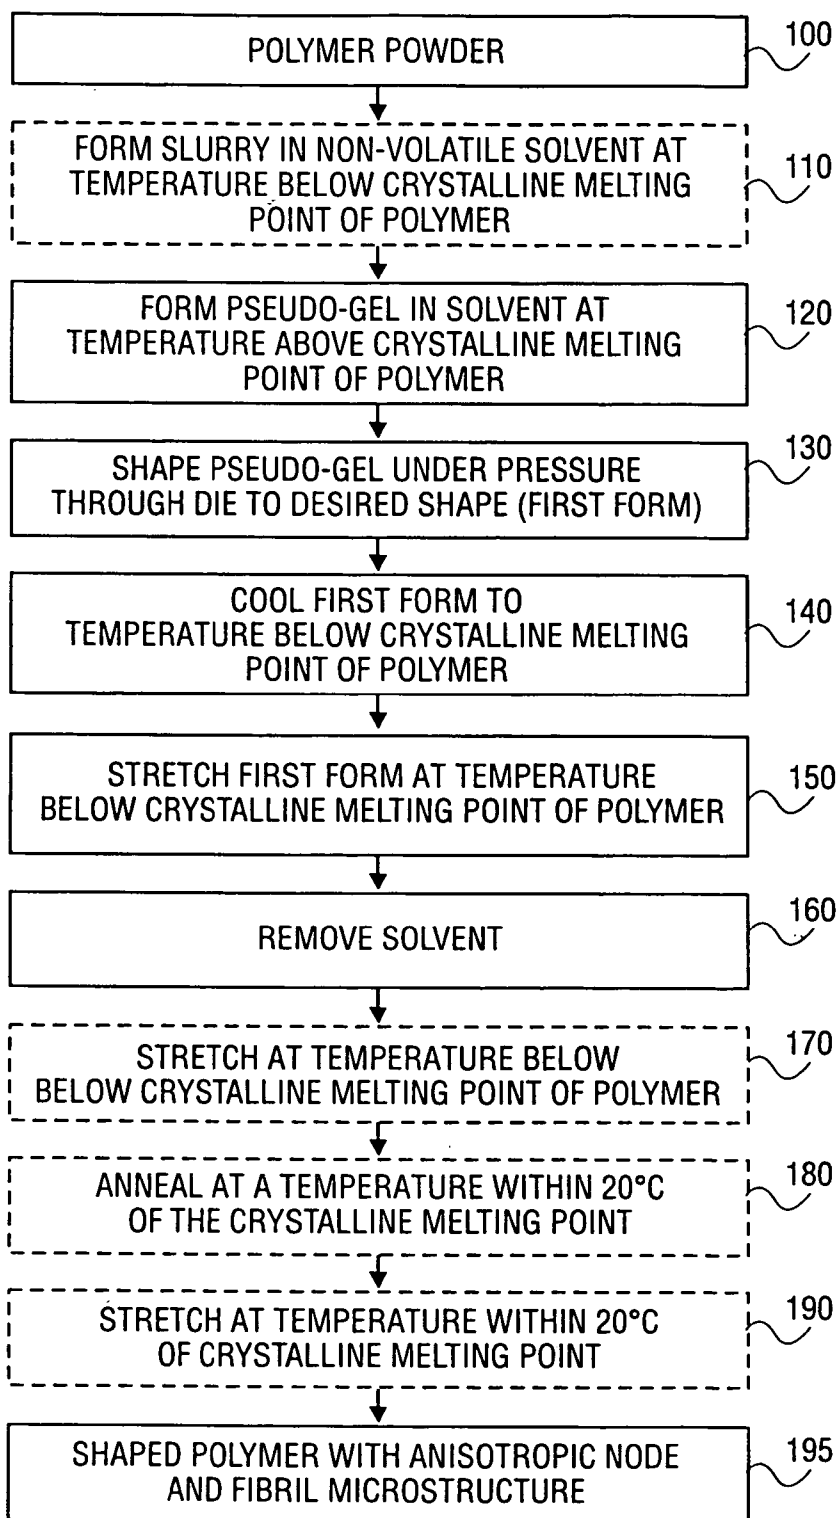 POLYMER POWDER
100
FORM SLURRY IN NON-VOLATILE SOLVENT AT
TEMPERATURE BELOW CRYSTALLINE MELTING
POINT OF POLYMER
110
FORM PSEUDO-GEL IN SOLVENT AT
TEMPERATURE ABOVE CRYSTALLINE MELTING
POINT OF POLYMER
120
SHAPE PSEUDO-GEL UNDER PRESSURE
THROUGH DIE TO DESIRED SHAPE (FIRST FORM)
130
COOL FIRST FORM TO
TEMPERATURE BELOW CRYSTALLINE MELTING
POINT OF POLYMER
140
STRETCH FIRST FORM AT TEMPERATURE
BELOW CRYSTALLINE MELTING POINT OF POLYMER
150
REMOVE SOLVENT
160
STRETCH AT TEMPERATURE BELOW
BELOW CRYSTALLINE MELTING POINT OF POLYMER
170
ANNEAL AT A TEMPERATURE WITHIN 20°C
OF THE CRYSTALLINE MELTING POINT
180
STRETCH AT TEMPERATURE WITHIN 20°C
OF CRYSTALLINE MELTING POINT
190
SHAPED POLYMER WITH ANISOTROPIC NODE
AND FIBRIL MICROSTRUCTURE
195